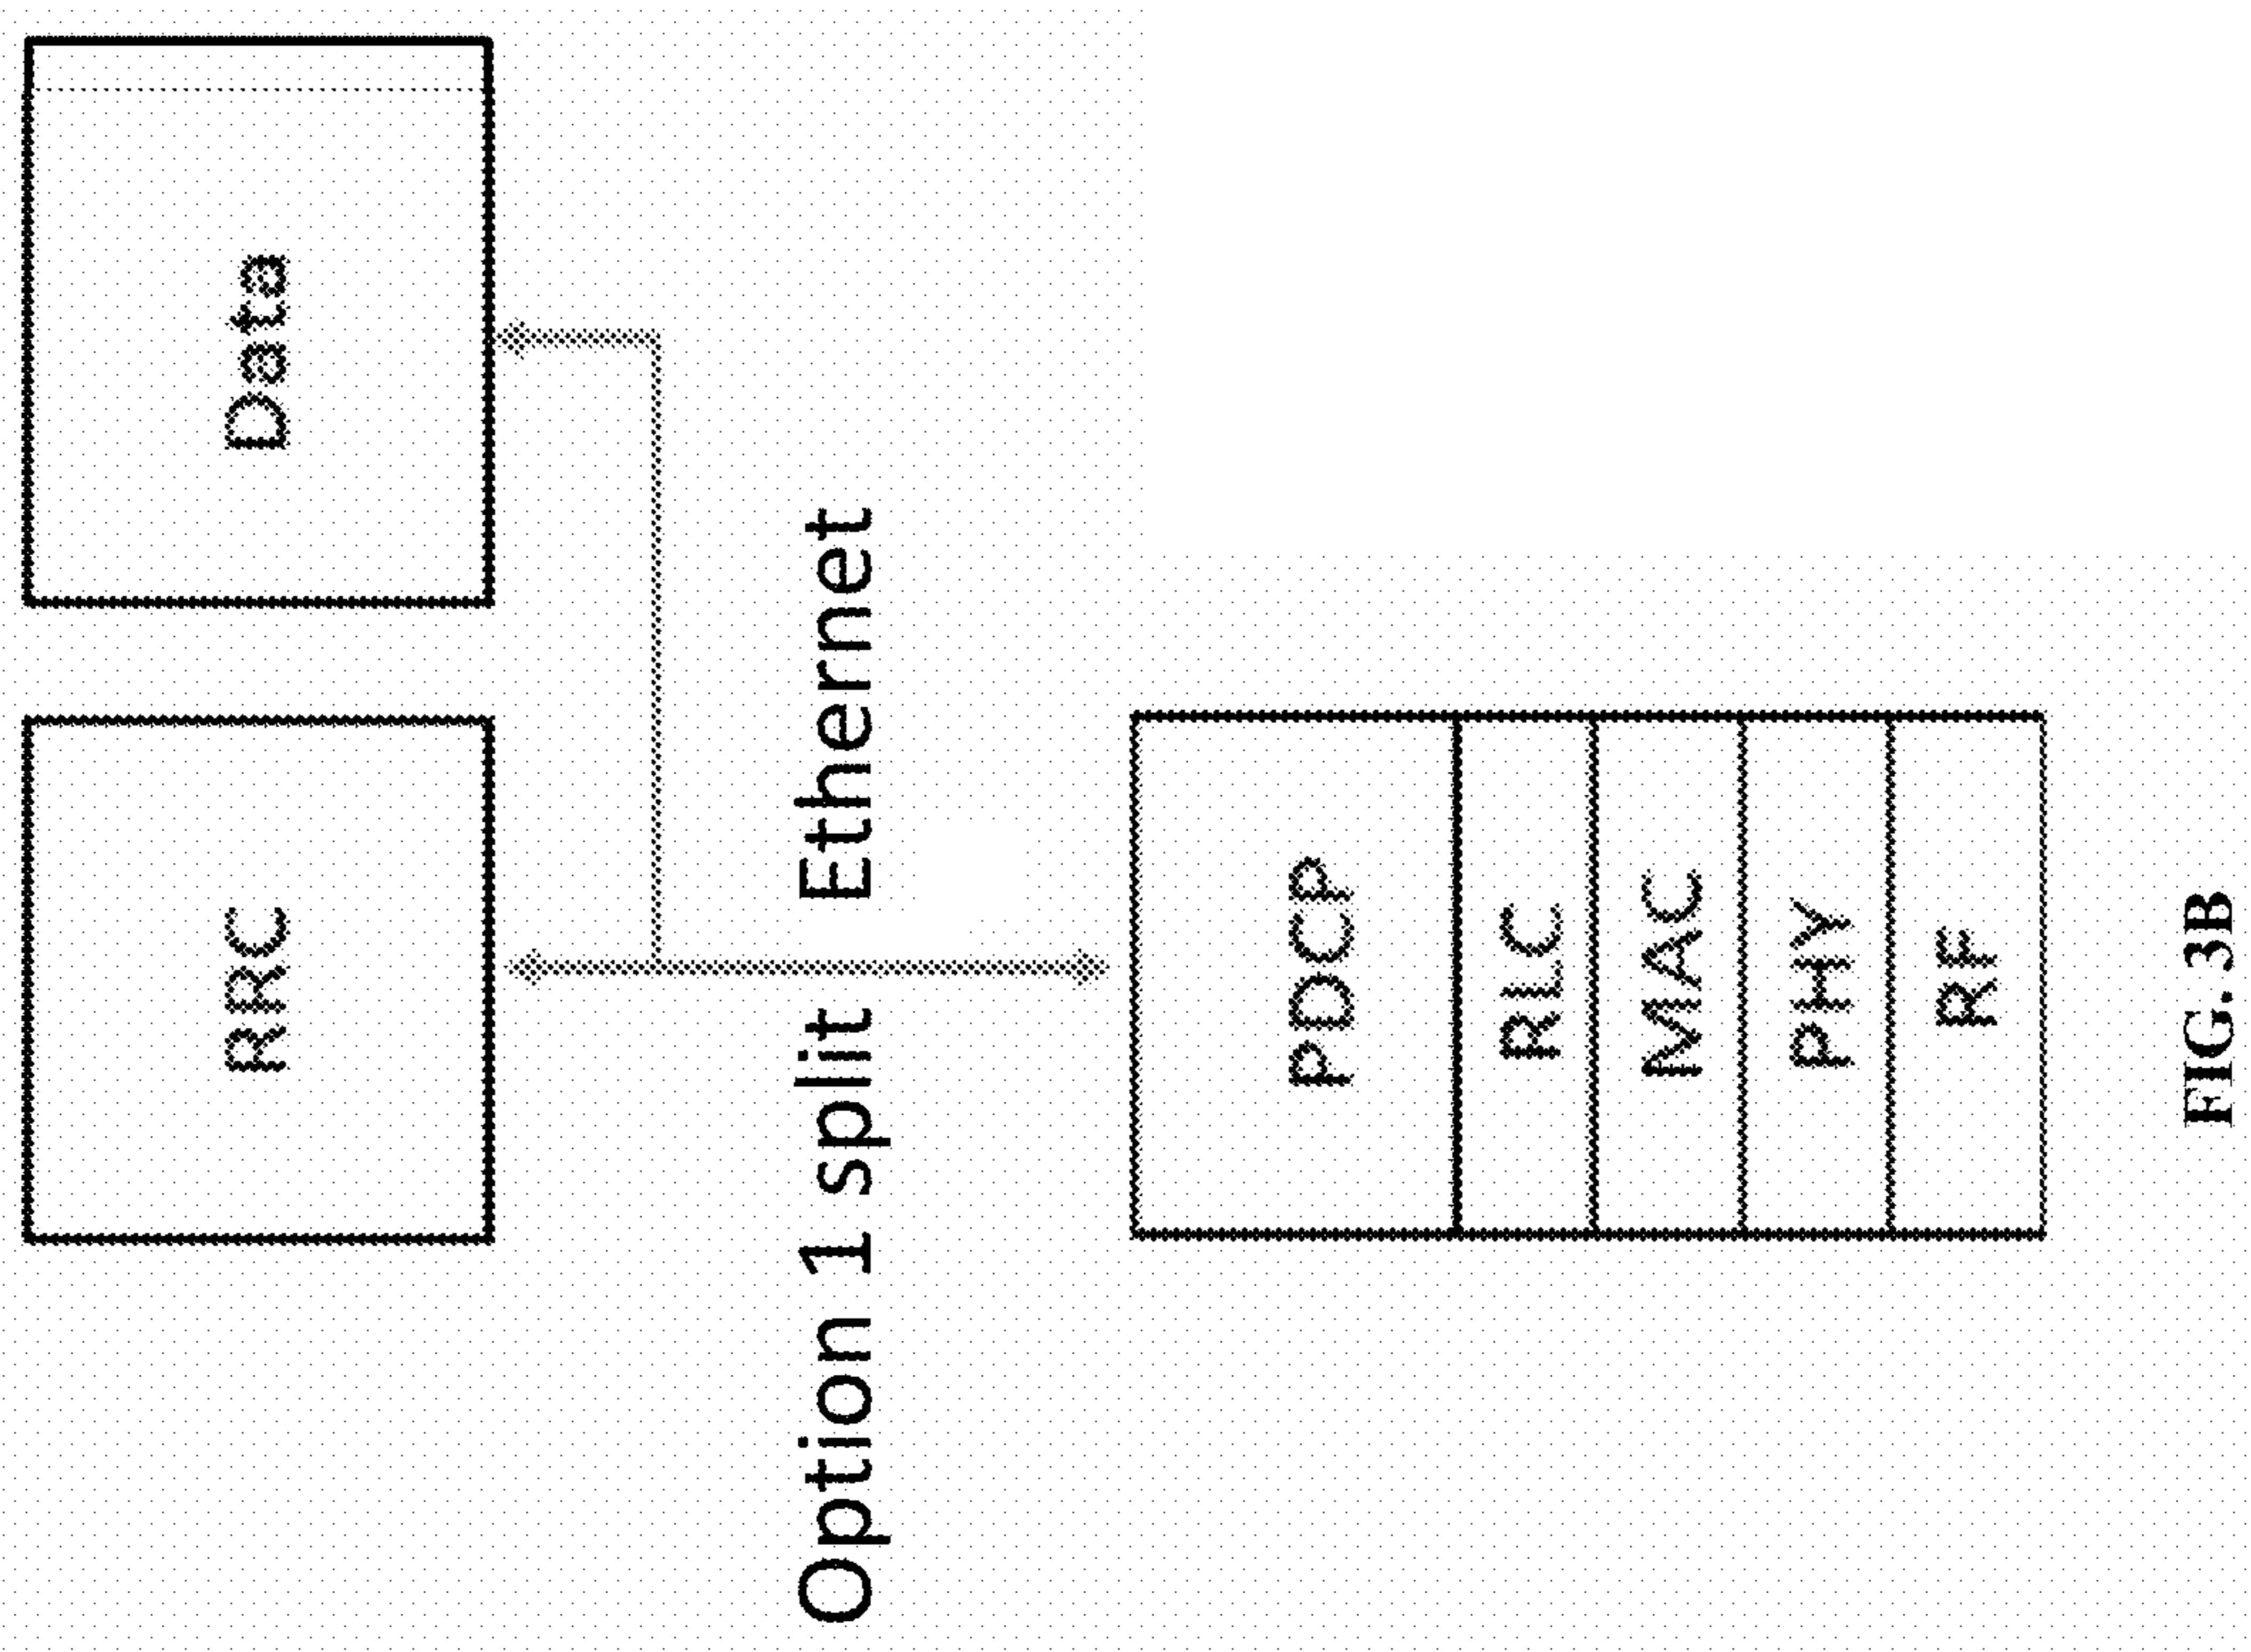 RRC
Data
Option 1 split
Ethernet
PDCP
RLC
MAC
PHY
RF
FIG. 3B